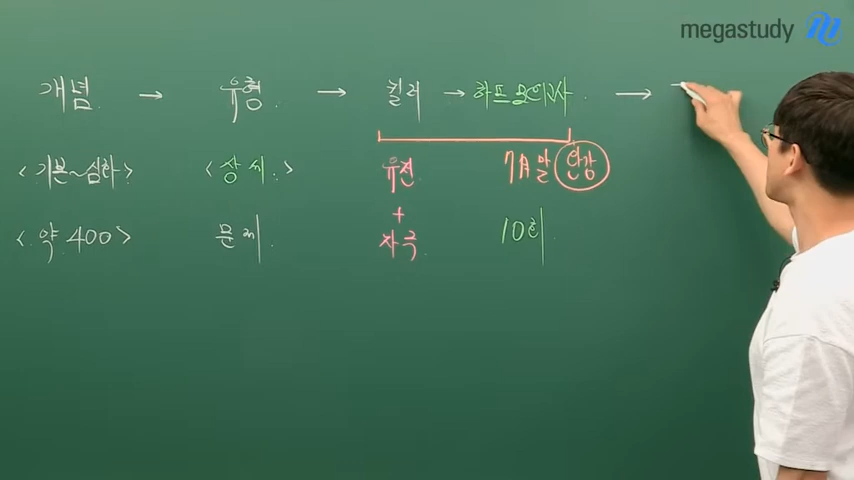 megastudy
개념 → 유형 → 킬러 → 하프모의고사 →
<기본~심화> <상세> 유전 7月말 완강
<약 400> 문제 + 10회
자극